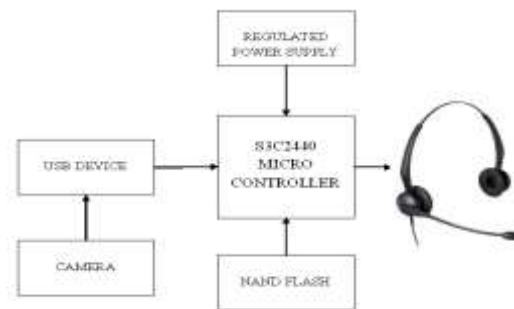 REGULATED
POWER SUPPLY
S3C2440
MICRO
CONTROLLER
USB DEVICE
CAMERA
NAND FLASH